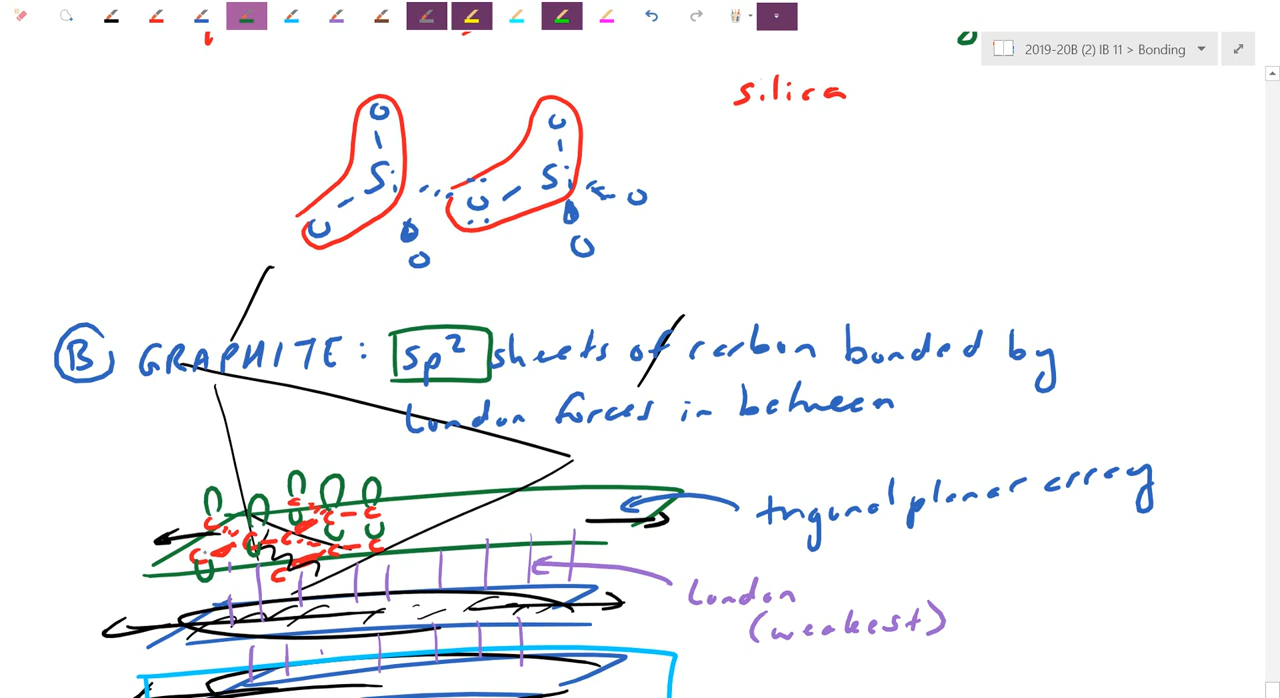 2019-20B (2) IB 11 > Bonding
silica
O O
Si Si O
O O
O O
B GRAPHITE: sp² sheets of carbon bonded by
London forces in between
trigonal planar array
c c c c c c c c c c
London
(weakest)